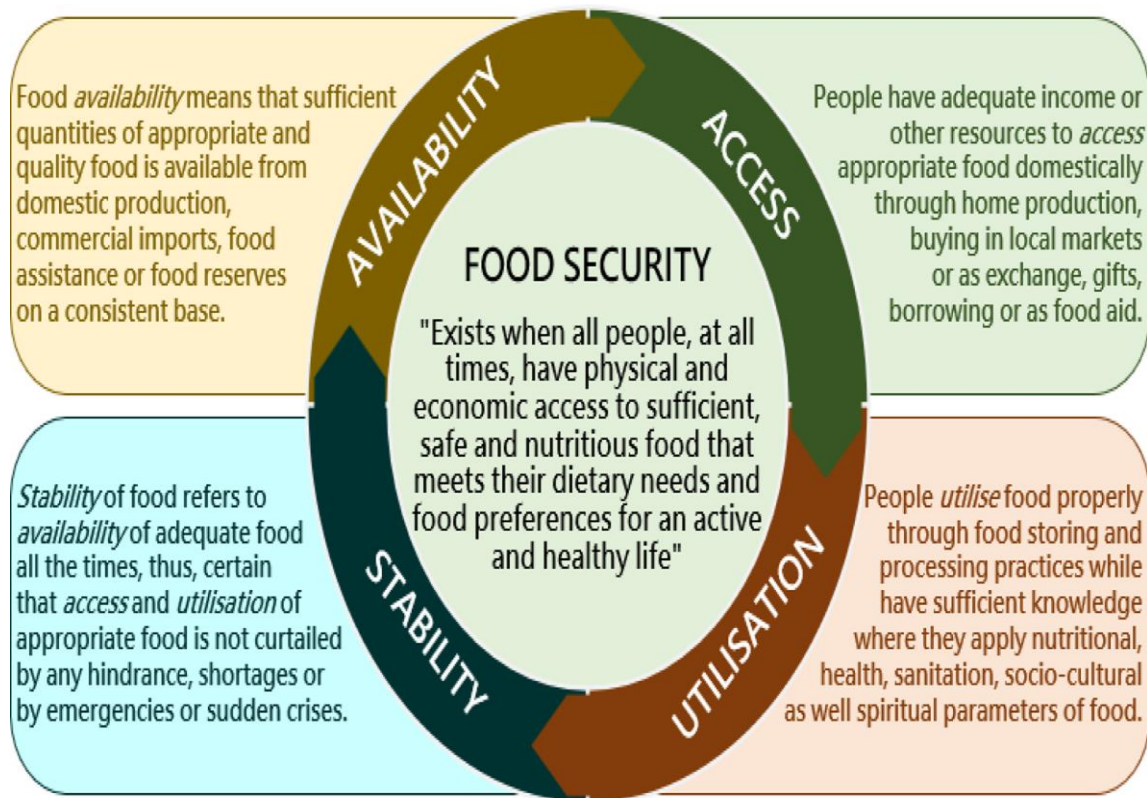 Food availability means that sufficient
quantities of appropriate and
quality food is available from
domestic production,
commercial imports, food
assistance or food reserves
on a consistent base.
AVAILABILITY
ACCESS
People have adequate income or
other resources to access
appropriate food domestically
through home production,
buying in local markets
or as exchange, gifts,
borrowing or as food aid.
FOOD SECURITY
"Exists when all people, at all
times, have physical and
economic access to sufficient,
safe and nutritious food that
meets their dietary needs and
food preferences for an active
and healthy life"
Stability of food refers to
availability of adequate food
all the times, thus, certain
that access and utilisation of
appropriate food is not curtailed
by any hindrance, shortages or
by emergencies or sudden crises.
STABILITY
UTILISATION
People utilise food properly
through food storing and
processing practices while
have sufficient knowledge
where they apply nutritional,
health, sanitation, socio-cultural
as well spiritual parameters of food.